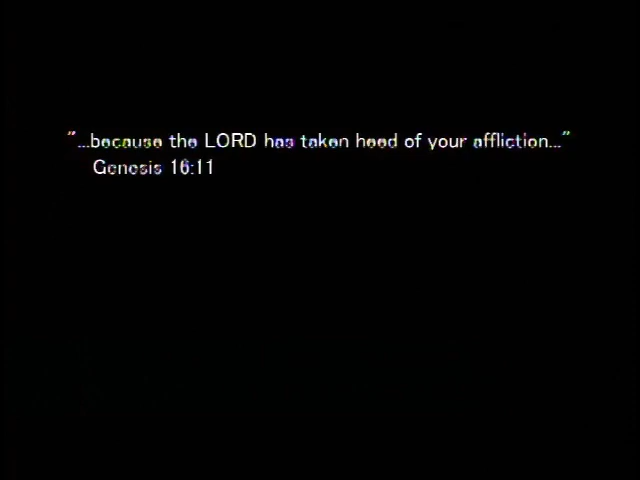 "...because the LORD has taken heed of your affliction..."
Genesis 16:11